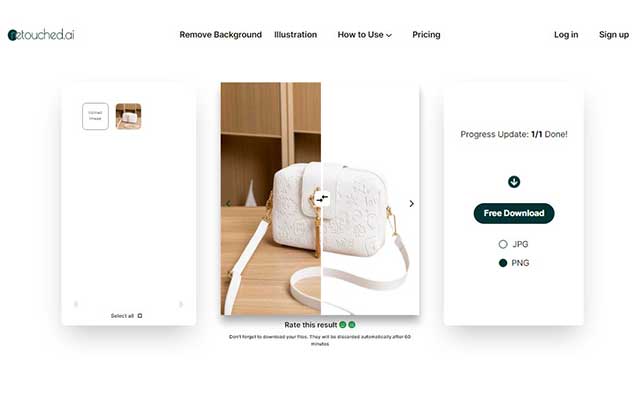 retouched.ai
Remove Background
Illustration
How to Use
Pricing
Log in
Sign up
Upload
Image
Select all
Rate this result
Don't forget to download your files. They will be discarded automatically after 60
minutes
Progress Update: 1/1 Done!
Free Download
JPG
PNG